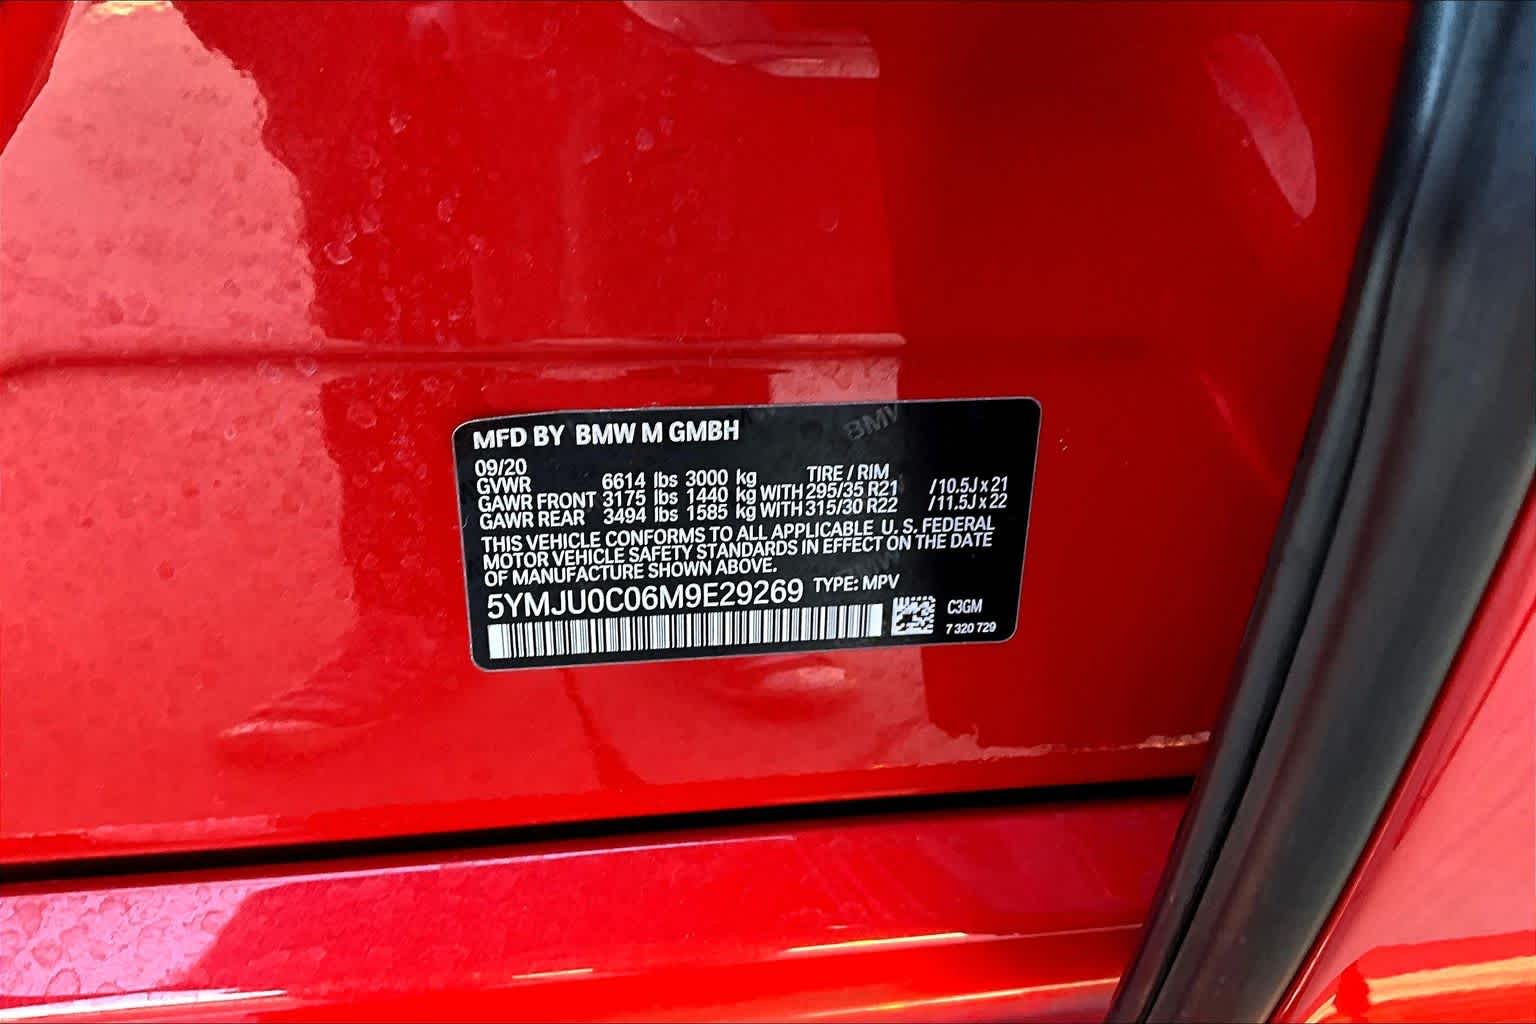 MFD BY BMW M GMBH
09/20
GVWR 6614 lbs 3000 kg TIRE / RIM
GAWR FRONT 3175 lbs 1440 kg WITH 295/35 R21 /10.5J x 21
GAWR REAR 3494 lbs 1585 kg WITH 315/30 R22 /11.5J x 22
THIS VEHICLE CONFORMS TO ALL APPLICABLE U. S. FEDERAL
MOTOR VEHICLE SAFETY STANDARDS IN EFFECT ON THE DATE
OF MANUFACTURE SHOWN ABOVE.
5YMJU0C06M9E29269 TYPE: MPV
C3GM
7 320 729
BMW